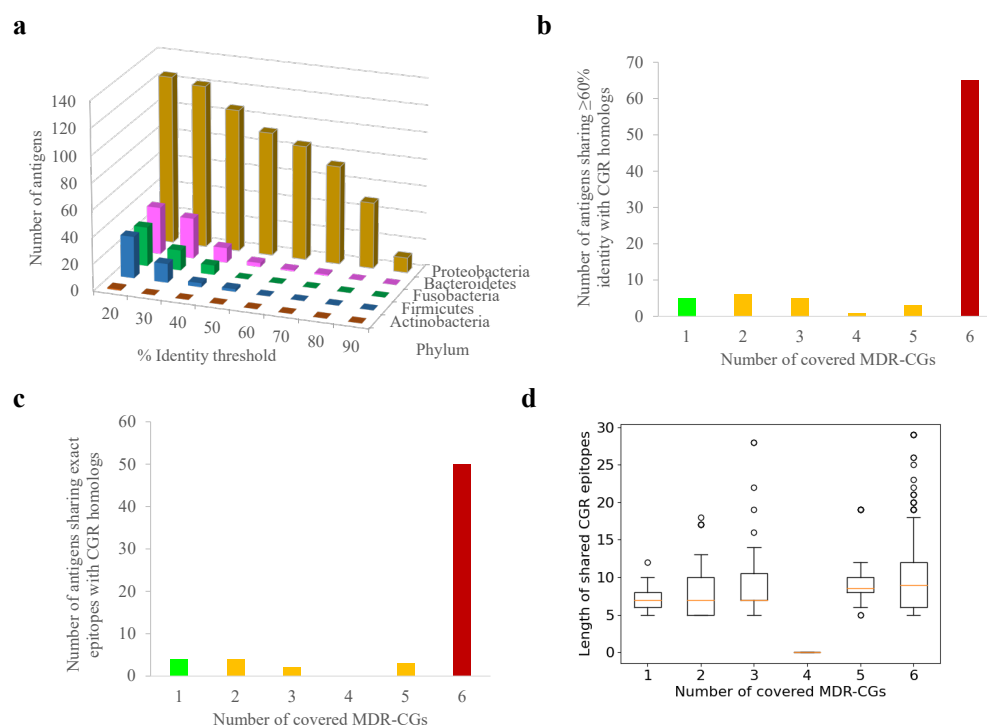 a
Number of antigens
140
120
100
80
60
40
20
0
20 30 40 50 60 70 80 90
% Identity threshold
Proteobacteria
Bacteroidetes
Fusobacteria
Firmicutes
Actinobacteria
Phylum
b
Number of antigens sharing ≥60%
identity with CGR homologs
70
60
50
40
30
20
10
0
1 2 3 4 5 6
Number of covered MDR-CGs
c
Number of antigens sharing exact
epitopes with CGR homologs
60
50
40
30
20
10
0
1 2 3 4 5 6
Number of covered MDR-CGs
d
Length of shared CGR epitopes
30
25
20
15
10
5
0
1 2 3 4 5 6
Number of covered MDR-CGs